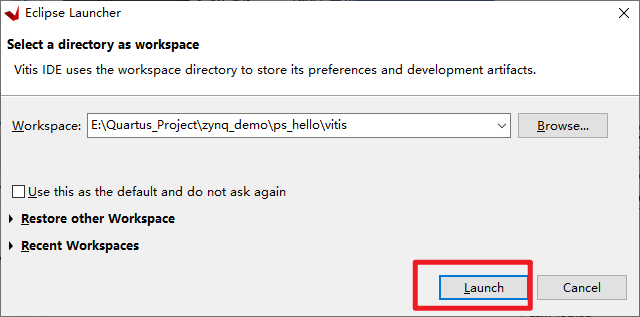 Eclipse Launcher
Select a directory as workspace
Vitis IDE uses the workspace directory to store its preferences and development artifacts.
Workspace: E:\Quartus_Project\zynq_demo\ps_hello\vitis Browse...
Use this as the default and do not ask again
Restore other Workspace
Recent Workspaces
Launch Cancel